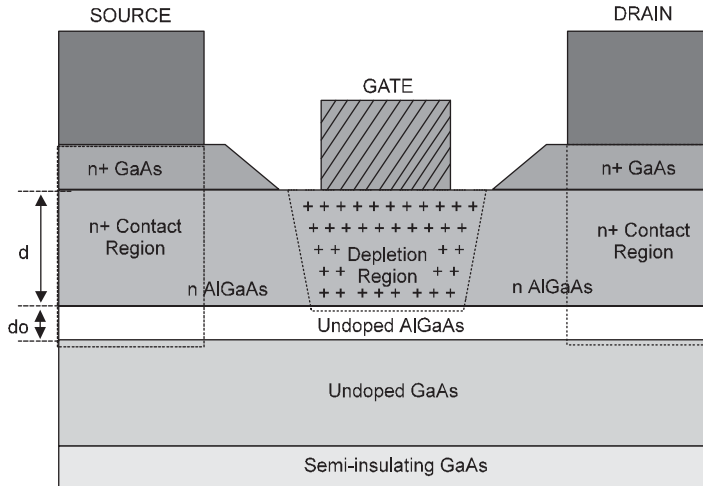 SOURCE
DRAIN
GATE
n+ GaAs
n+ GaAs
n+ Contact
Region
d
+ + + + + + + + + + +
+ + + + + + + + + +
+ + Depletion + +
+ + Region + +
+ + + + + + + +
n+ Contact
Region
n AlGaAs
n AlGaAs
do
Undoped AlGaAs
Undoped GaAs
Semi-insulating GaAs